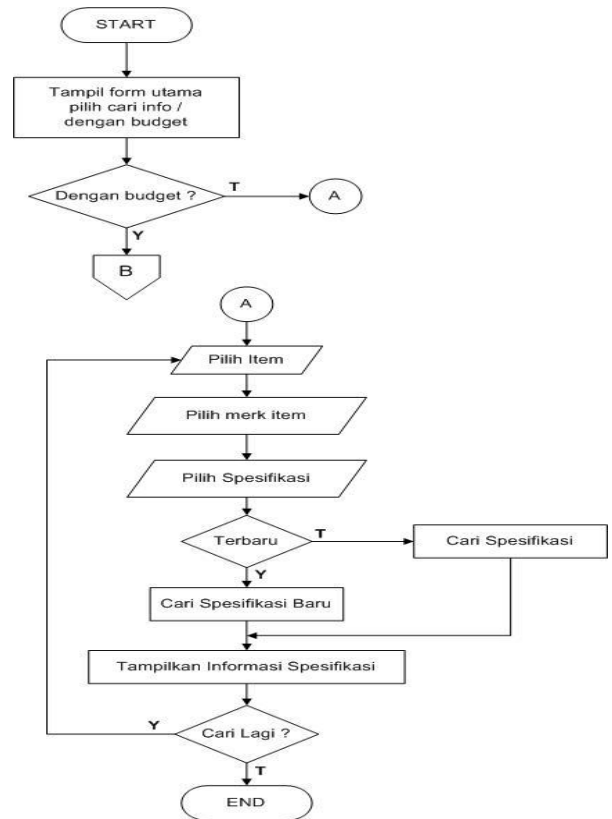 START
Tampil form utama
pilih cari info /
dengan budget
Dengan budget ?
T
A
Y
B
A
Pilih Item
Pilih merk item
Pilih Spesifikasi
Terbaru
T
Cari Spesifikasi
Y
Cari Spesifikasi Baru
Tampilkan Informasi Spesifikasi
Y
Cari Lagi ?
T
END